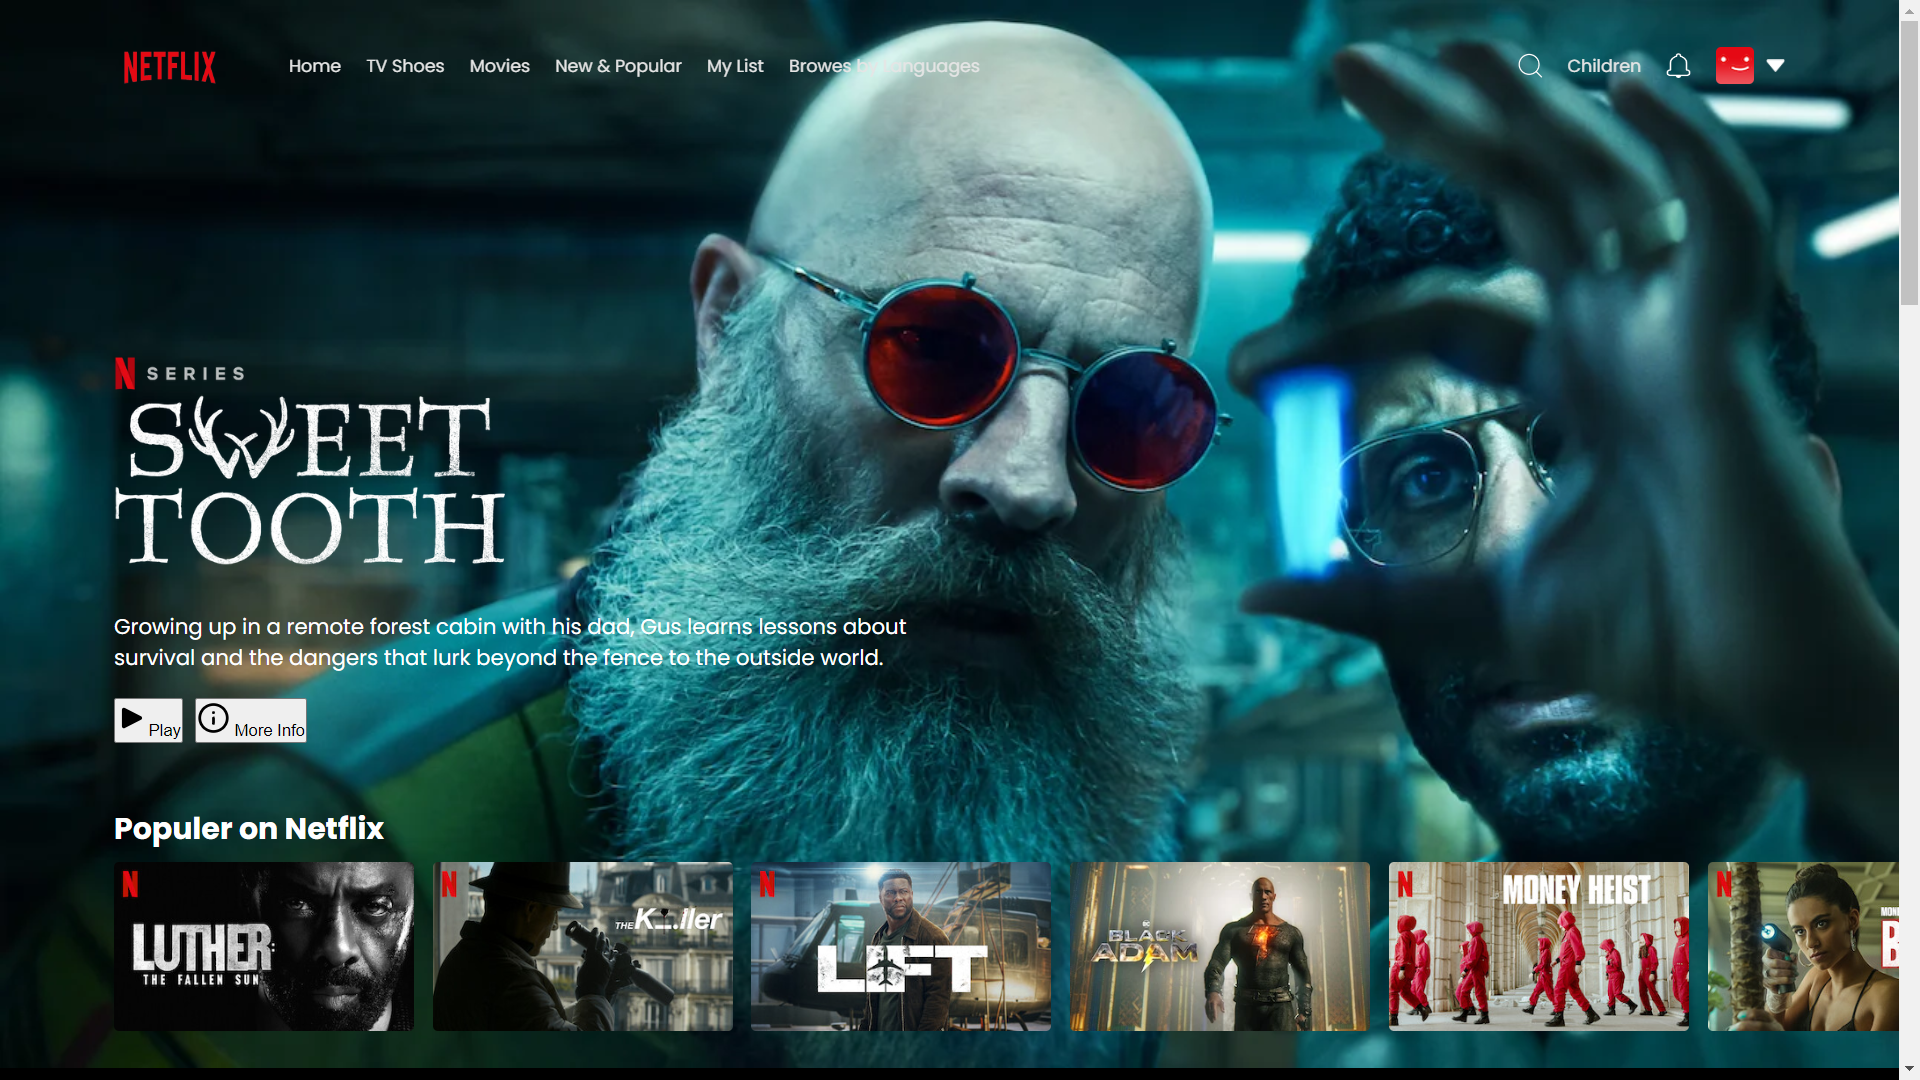 NETFLIX
Home
TV Shoes
Movies
New & Popular
My List
Browes by Languages
Children
N SERIES
SWEET
TOOTH
Growing up in a remote forest cabin with his dad, Gus learns lessons about
survival and the dangers that lurk beyond the fence to the outside world.
Play
More Info
Populer on Netflix
N
LUTHER:
THE FALLEN SUN
N
THE Killer
N
LIFT
DC
BLACK
ADAM
N
MONEY HEIST
N